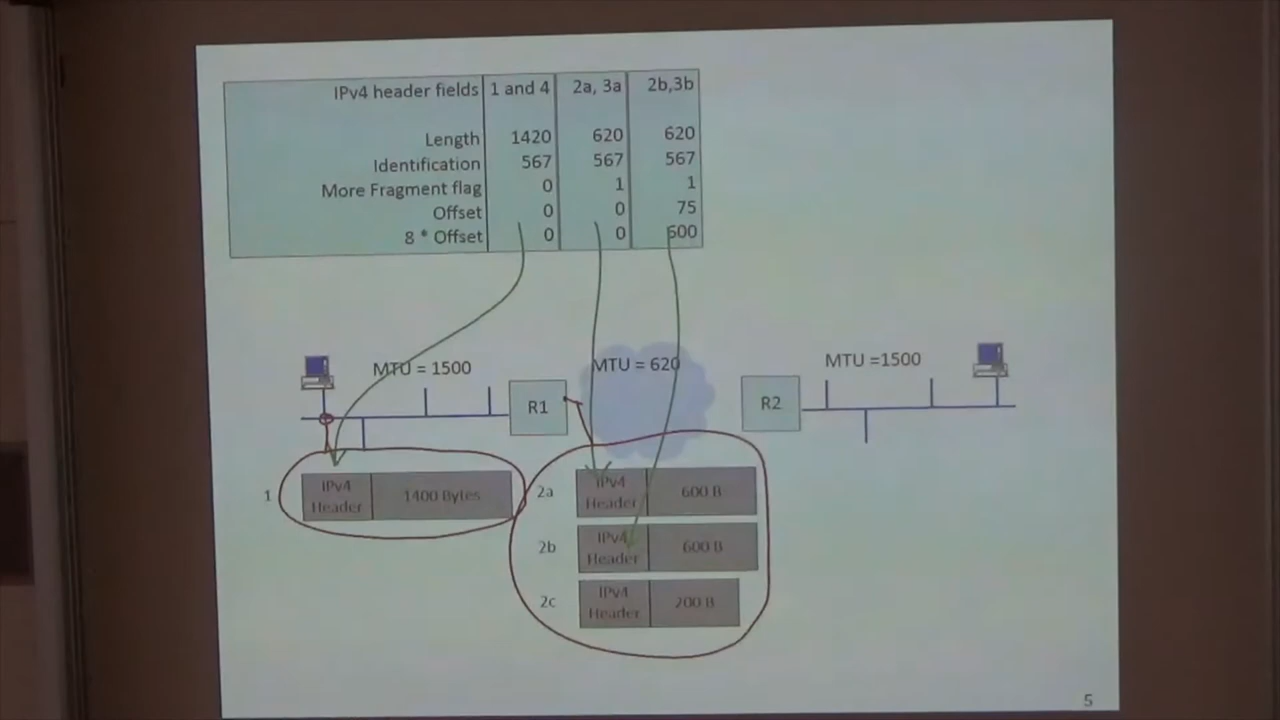 IPv4 header fields 1 and 4 2a, 3a 2b,3b
Length 1420 620 620
Identification 567 567 567
More Fragment flag 0 1 1
Offset 0 0 75
8 * Offset 0 0 600
MTU = 1500 MTU = 620 MTU =1500
R1 R2
1 IPv4 Header 1400 Bytes
2a IPv4 Header 600 B
2b IPv4 Header 600 B
2c IPv4 Header 200 B
5